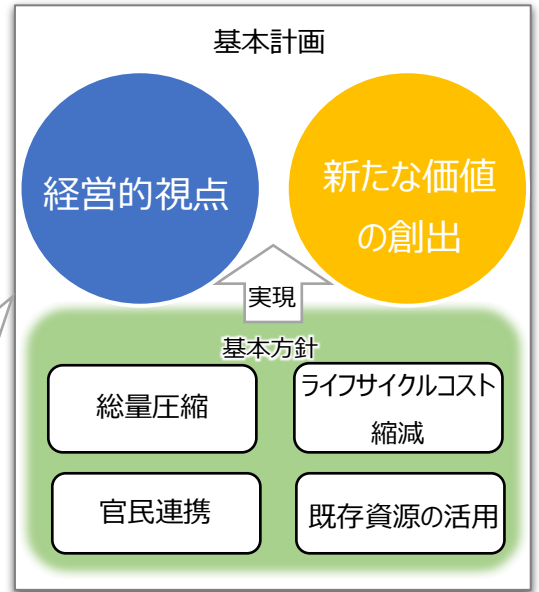 基本計画
経営的視点
新たな価値
の創出
実現
基本方針
総量圧縮
ライフサイクルコスト
縮減
官民連携
既存資源の活用